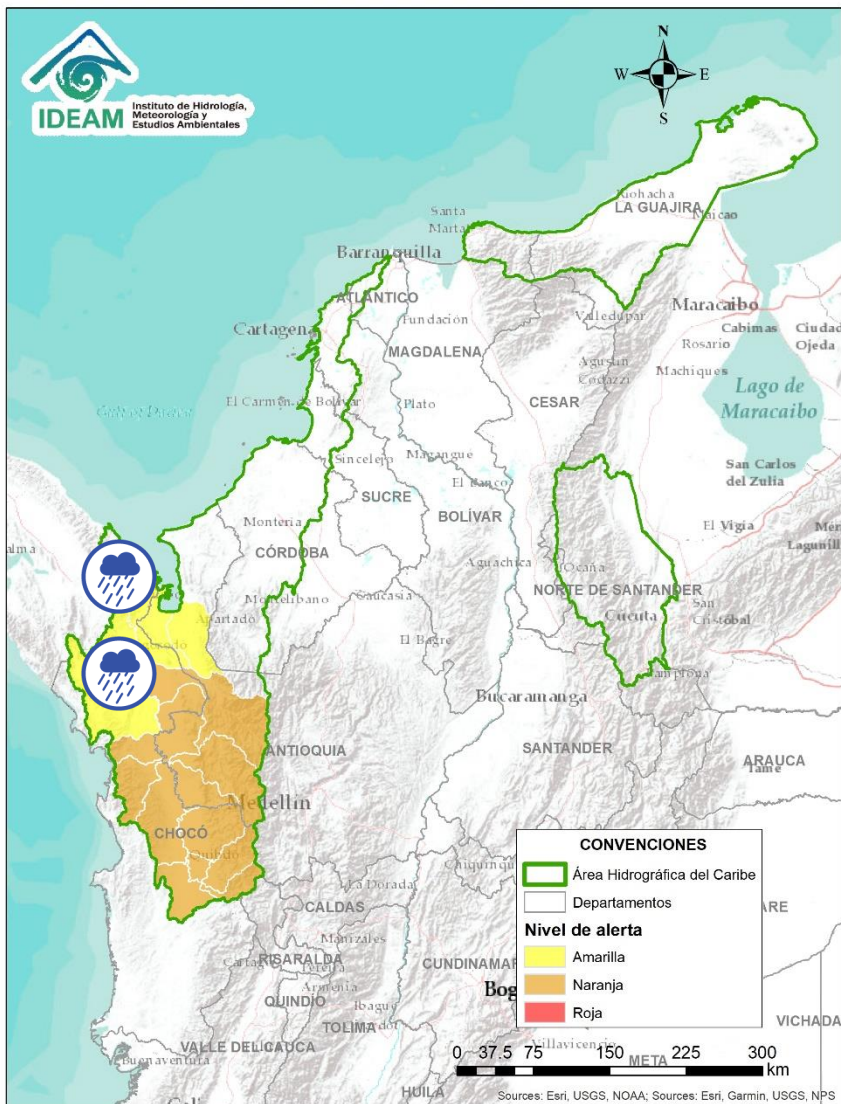 IDEAM
Instituto de Hidrología,
Meteorología y
Estudios Ambientales
N
W E
S
Riohacha
LA GUAJIRA
Maicao
Santa
Marta
Barranquilla
ATLÁNTICO
Cartagena
Fundación
MAGDALENA
Valledupar
Maracaibo
Cabimas
Ciudad
Ojeda
Rosario
Machiques
Agustín
Codazzi
Lago de
Maracaibo
CESAR
El Carmen de Bolívar
Plato
Sincelejo
Magangue
SUCRE
El Banco
BOLÍVAR
San Carlos
del Zulia
El Vigia
Montería
CÓRDOBA
Aguachica
Ocaña
NORTE DE SANTANDER
Cucuta
San
Cristóbal
Montelíbano
Caucasia
Apartadó
El Bagre
Pamplona
Bucaramanga
SANTANDER
ANTIOQUIA
ARAUCA
Tame
Medellín
CHOCÓ
Quibdó
La Dorada
CALDAS
Manizales
RISARALDA
Pereira
Armenia
QUINDÍO
Ibague
TOLIMA
VALLE DEL CAUCA
Buenaventura
HUILA
Villavicencio
META
VICHADA
CONVENCIONES
Área Hidrográfica del Caribe
Departamentos
Nivel de alerta
Amarilla
Naranja
Roja
0 37.5 75 150 225 300
km
Sources: Esri, USGS, NOAA; Sources: Esri, Garmin, USGS, NPS